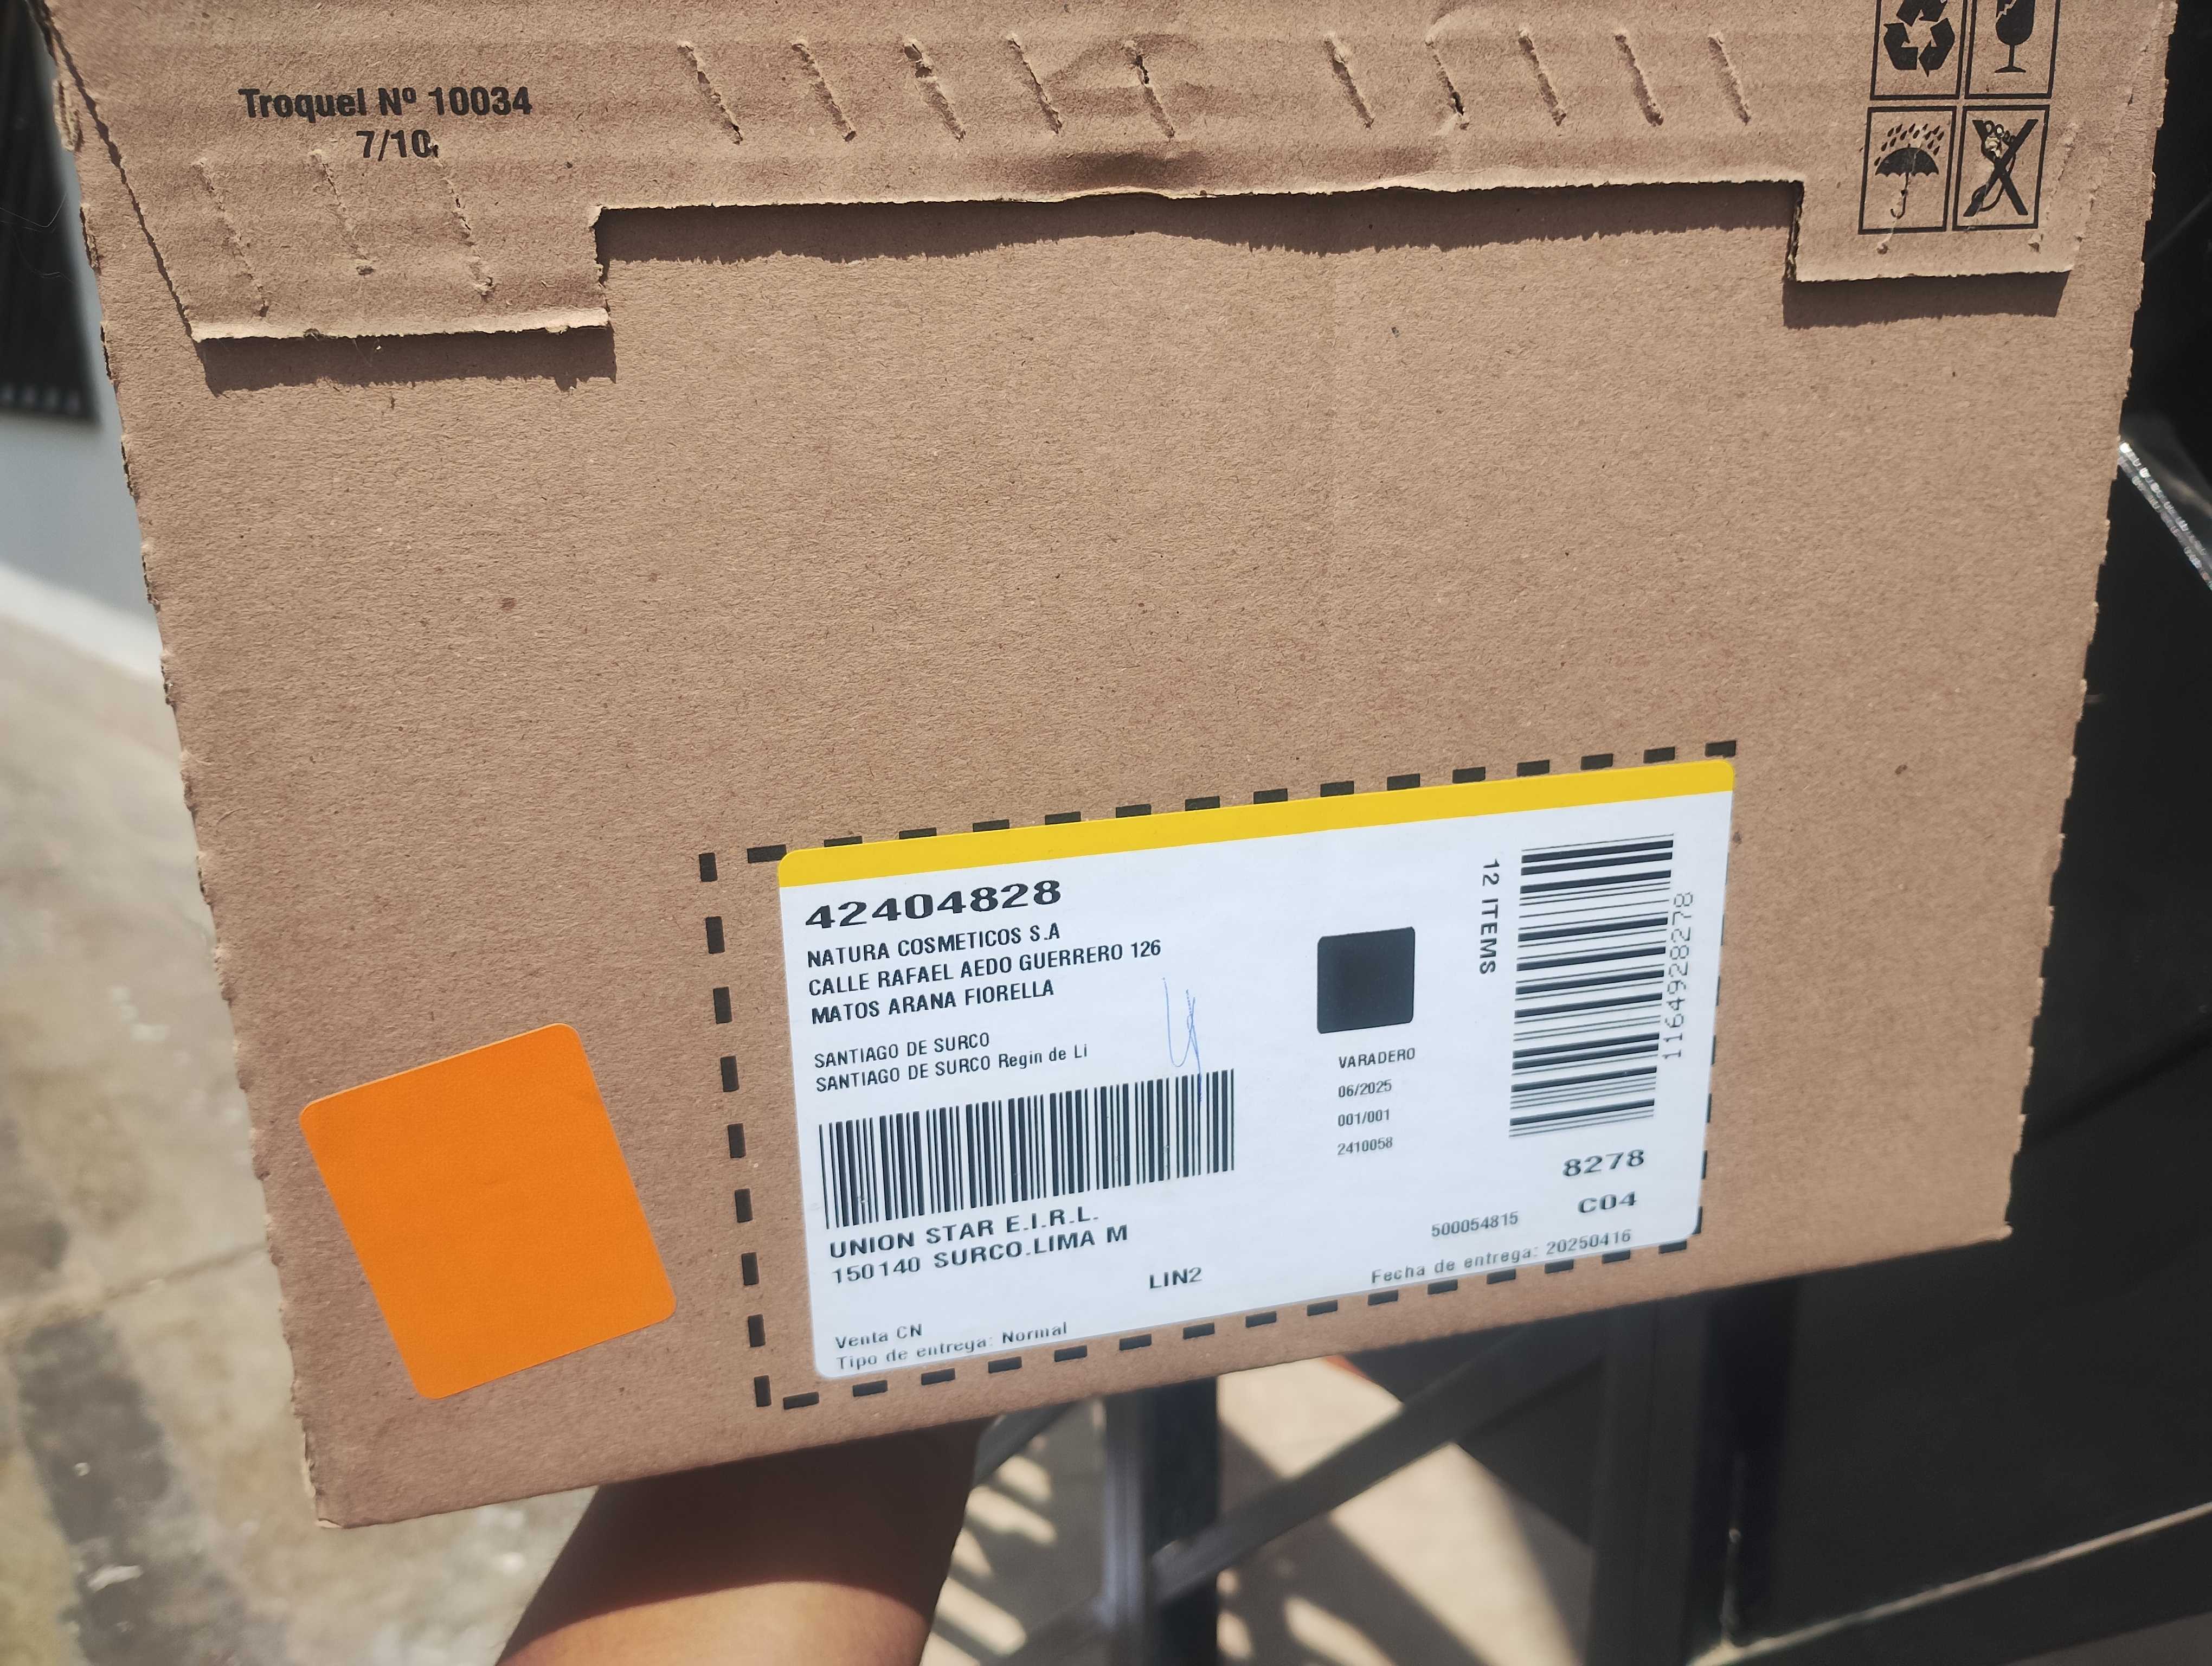 Troquel Nº 10034
7/10
42404828
NATURA COSMETICOS S.A
CALLE RAFAEL AEDO GUERRERO 126
MATOS ARANA FIORELLA
SANTIAGO DE SURCO
SANTIAGO DE SURCO Regin de Li
UNION STAR E.I.R.L.
150140 SURCO.LIMA M
LIN2
Venta CN
Tipo de entrega: Normal
VARADERO
06/2025
001/001
2410058
12 ITEMS
1164928278
8278
C04
500054815
Fecha de entrega: 20250416